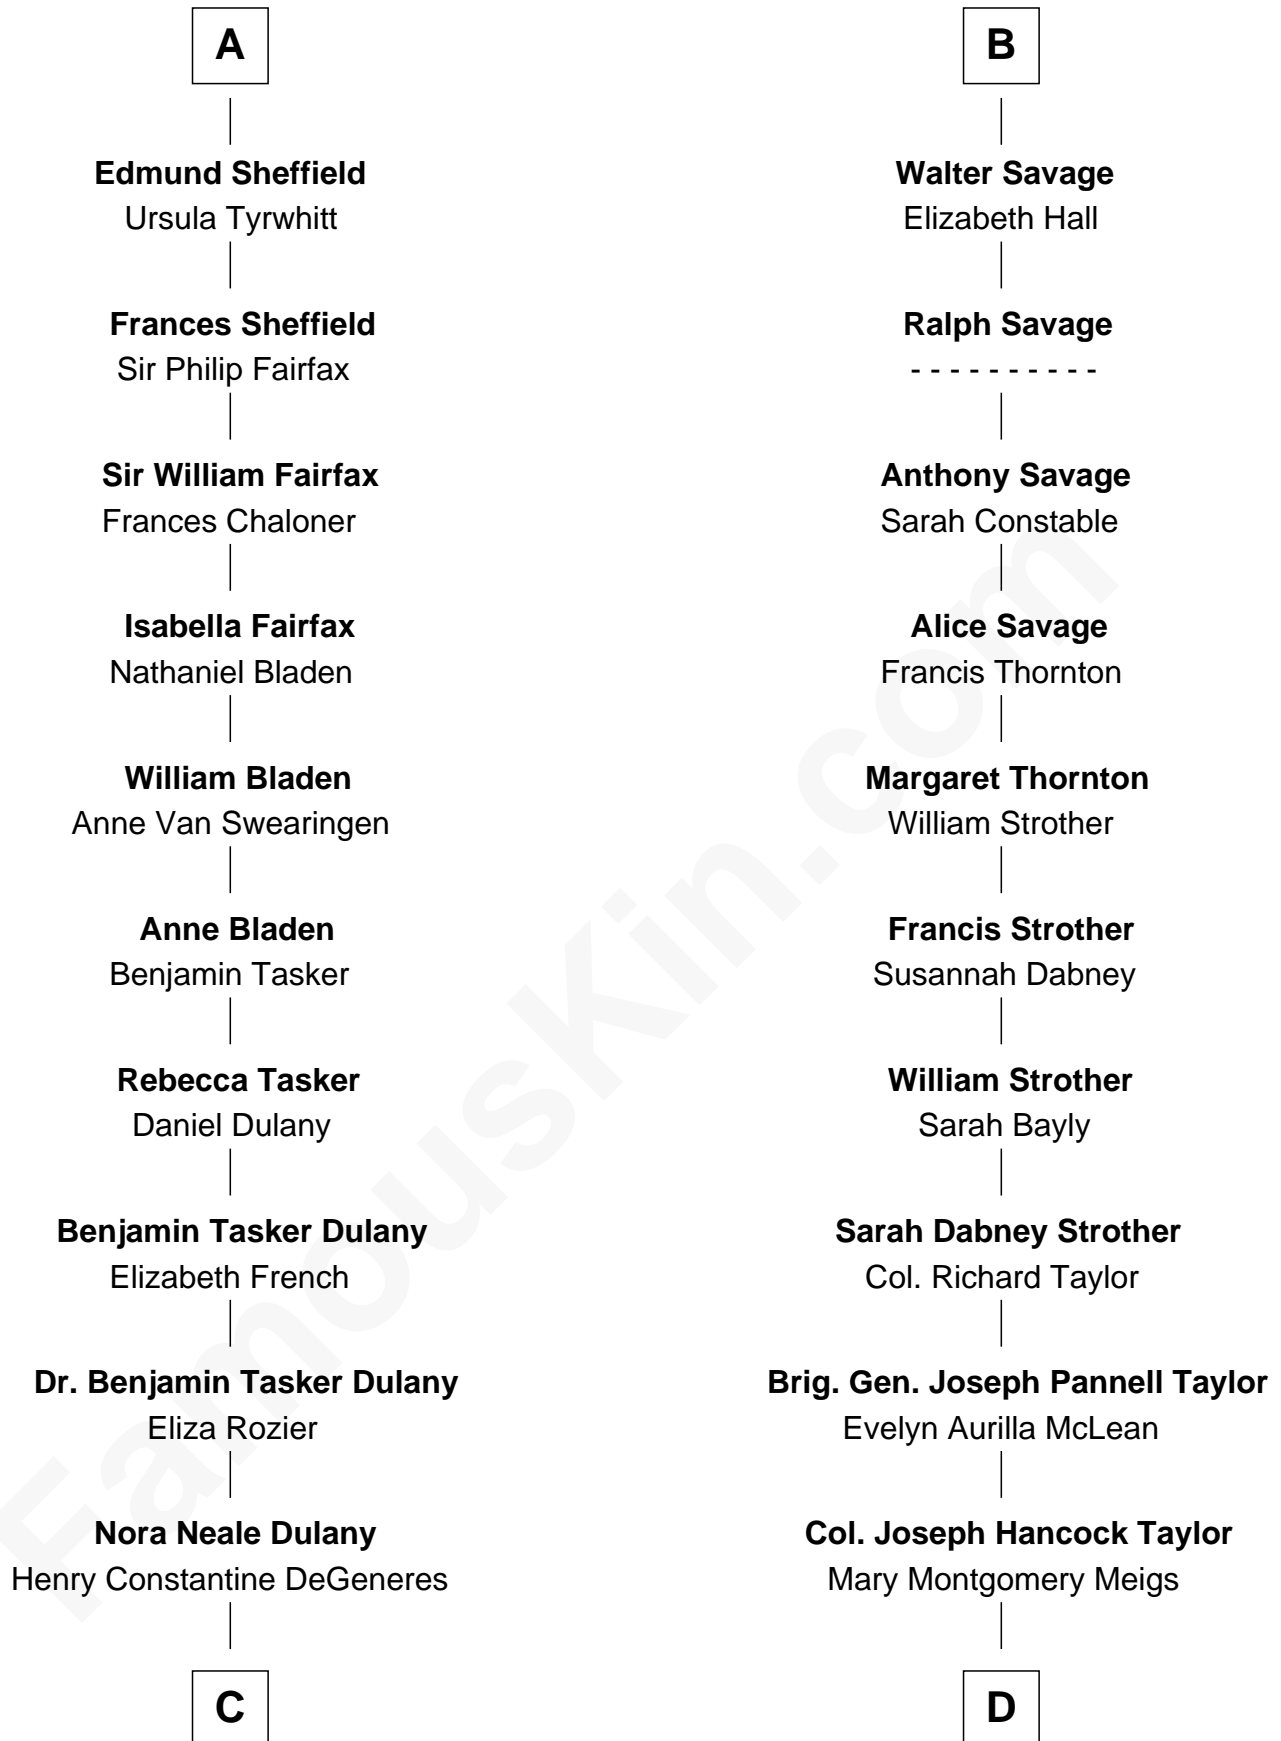 A
Edmund Sheffield
Ursula Tyrwhitt
Frances Sheffield
Sir Philip Fairfax
Sir William Fairfax
Frances Chaloner
Isabella Fairfax
Nathaniel Bladen
William Bladen
Anne Van Swearingen
Anne Bladen
Benjamin Tasker
Rebecca Tasker
Daniel Dulany
Benjamin Tasker Dulany
Elizabeth French
Dr. Benjamin Tasker Dulany
Eliza Rozier
Nora Neale Dulany
Henry Constantine DeGeneres
C
B
Walter Savage
Elizabeth Hall
Ralph Savage
- - - - - - - - - -
Anthony Savage
Sarah Constable
Alice Savage
Francis Thornton
Margaret Thornton
William Strother
Francis Strother
Susannah Dabney
William Strother
Sarah Bayly
Sarah Dabney Strother
Col. Richard Taylor
Brig. Gen. Joseph Pannell Taylor
Evelyn Aurilla McLean
Col. Joseph Hancock Taylor
Mary Montgomery Meigs
D
FamousKin.com